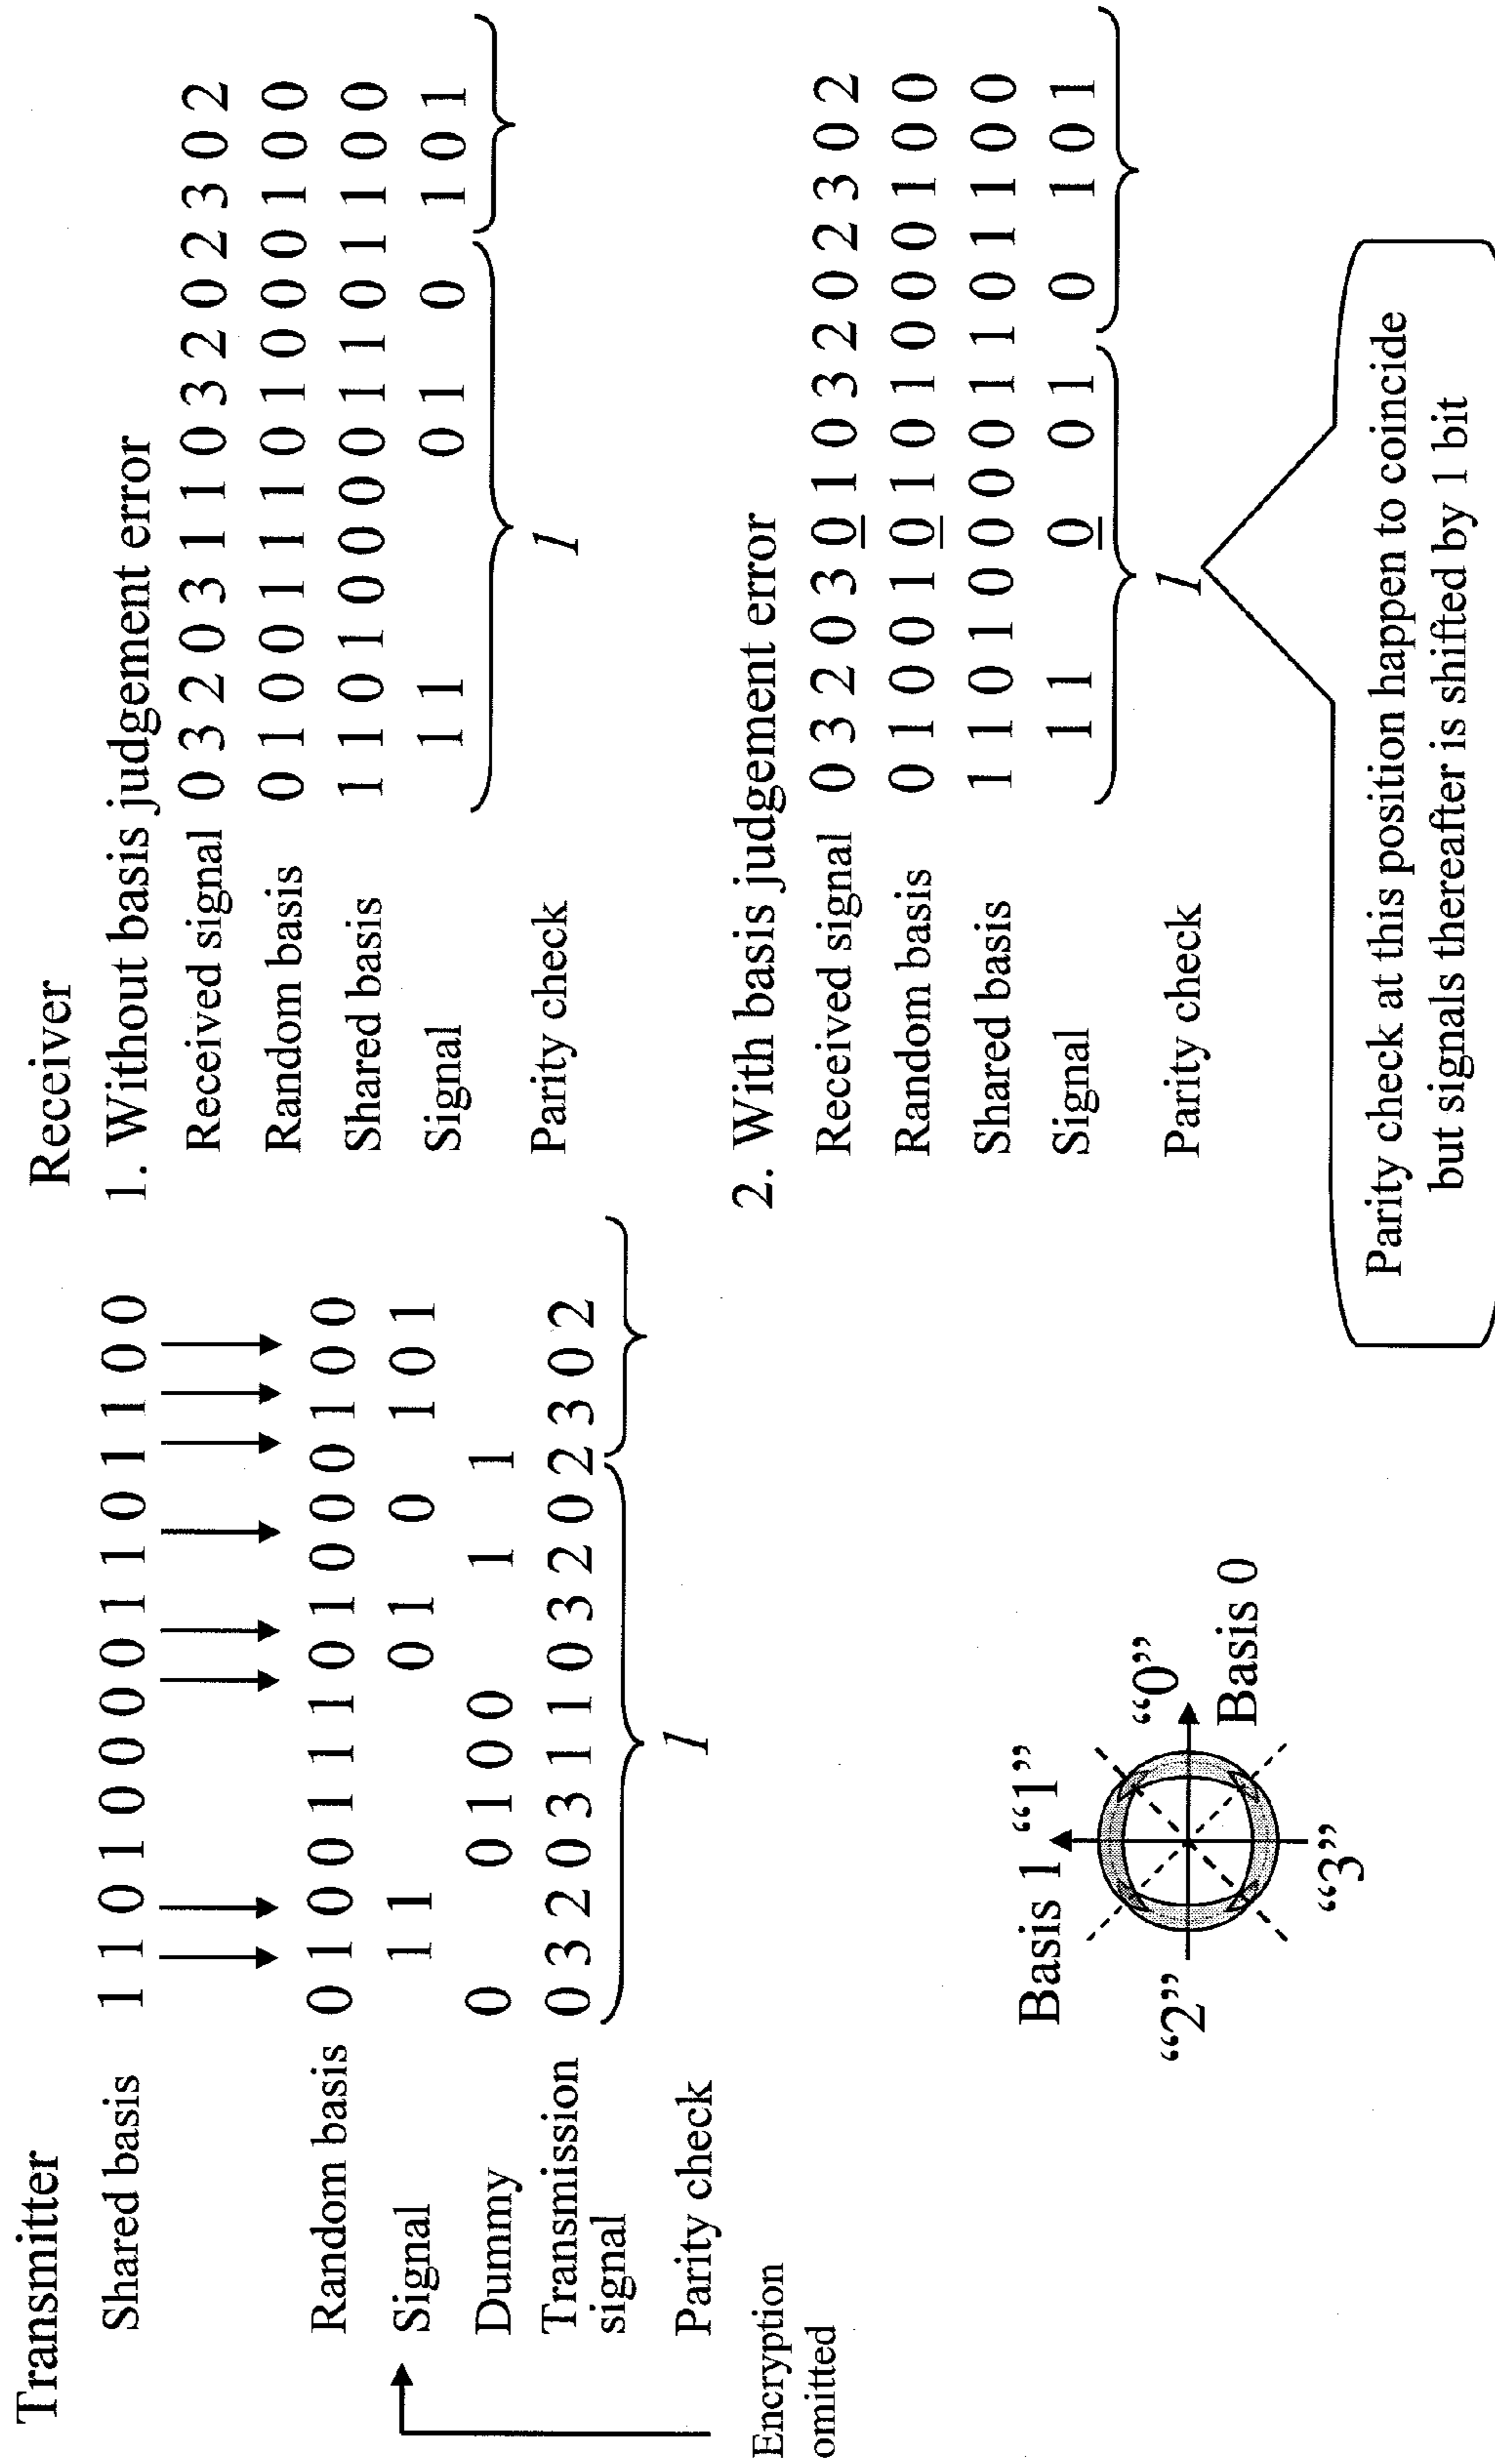 Transmitter
Shared basis 1 1 0 1 0 0 0 0 1 1 0 1 1 0 0
Random basis 0 1 0 0 1 1 1 0 1 0 0 0 1 0 0
Signal 1 1 0 1 0 1 0 1
Dummy 0 0 1 0 0 1 1
Transmission
signal 0 3 2 0 3 1 1 0 3 2 0 2 3 0 2
Parity check 1
Encryption
omitted
Basis 1 “1”
“2” “0”
Basis 0
“3”
Receiver
1. Without basis judgement error
Received signal 0 3 2 0 3 1 1 0 3 2 0 2 3 0 2
Random basis 0 1 0 0 1 1 1 0 1 0 0 0 1 0 0
Shared basis 1 1 0 1 0 0 0 0 1 1 0 1 1 0 0
Signal 1 1 0 1 0 1 0 1
Parity check 1
2. With basis judgement error
Received signal 0 3 2 0 3 0 1 0 3 2 0 2 3 0 2
Random basis 0 1 0 0 1 0 1 0 1 0 0 0 1 0 0
Shared basis 1 1 0 1 0 0 0 0 1 1 0 1 1 0 0
Signal 1 1 0 0 1 0 1 0 1
Parity check 1
Parity check at this position happen to coincide
but signals thereafter is shifted by 1 bit